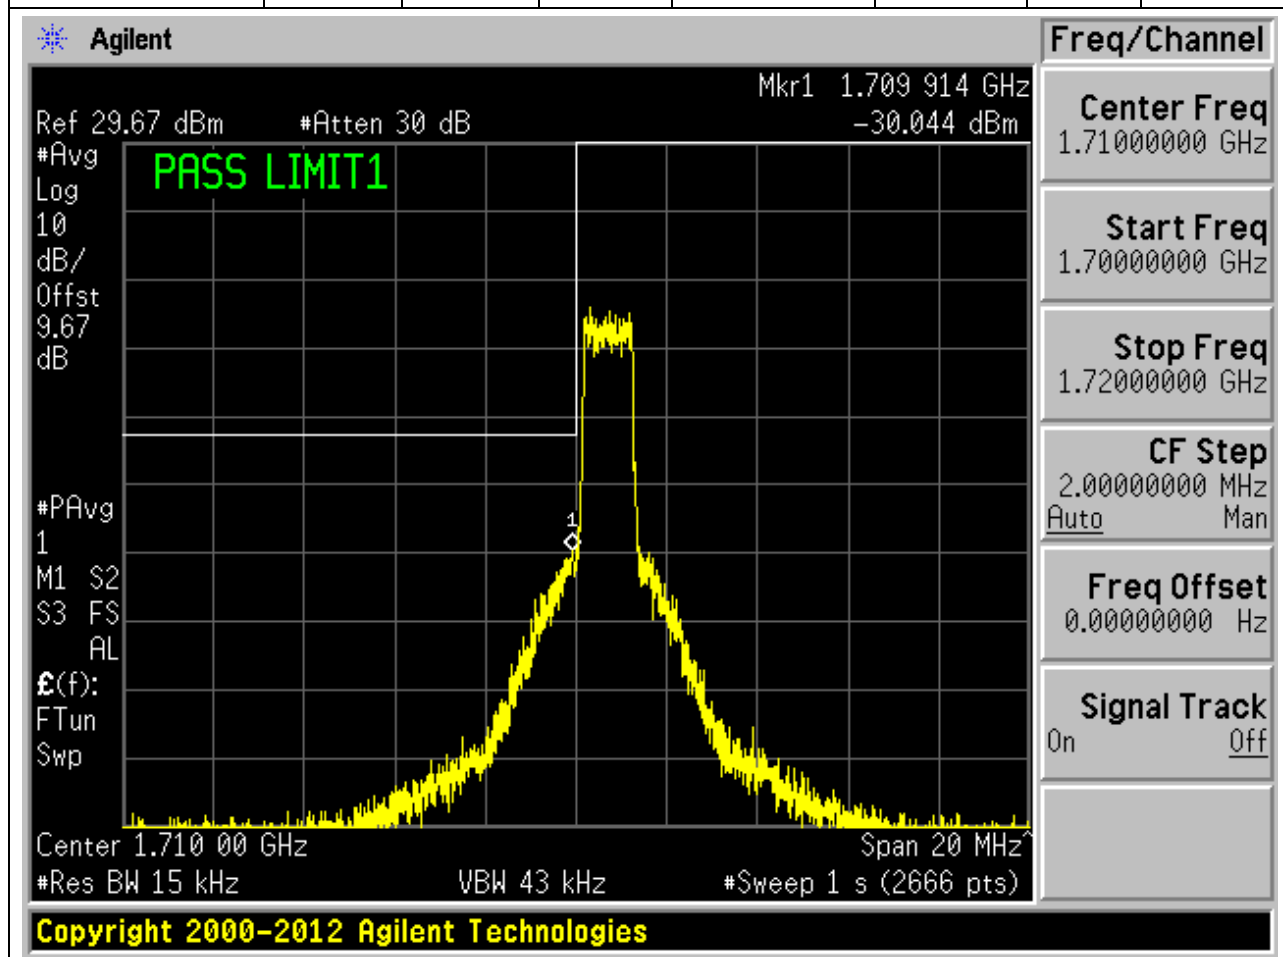 Agilent
Freq/Channel
Mkr1 1.709 914 GHz
Ref 29.67 dBm #Atten 30 dB -30.044 dBm
#Avg
Log
10
dB/
Offst
9.67
dB
PASS LIMIT1
#PAvg
1
M1 S2
S3 FS
AL
£(f):
FTun
Swp
1
Center 1.710 00 GHz Span 20 MHz^
#Res BW 15 kHz VBW 43 kHz #Sweep 1 s (2666 pts)
Copyright 2000-2012 Agilent Technologies
Center Freq
1.71000000 GHz
Start Freq
1.70000000 GHz
Stop Freq
1.72000000 GHz
CF Step
2.00000000 MHz
Auto Man
Freq Offset
0.00000000 Hz
Signal Track
On Off